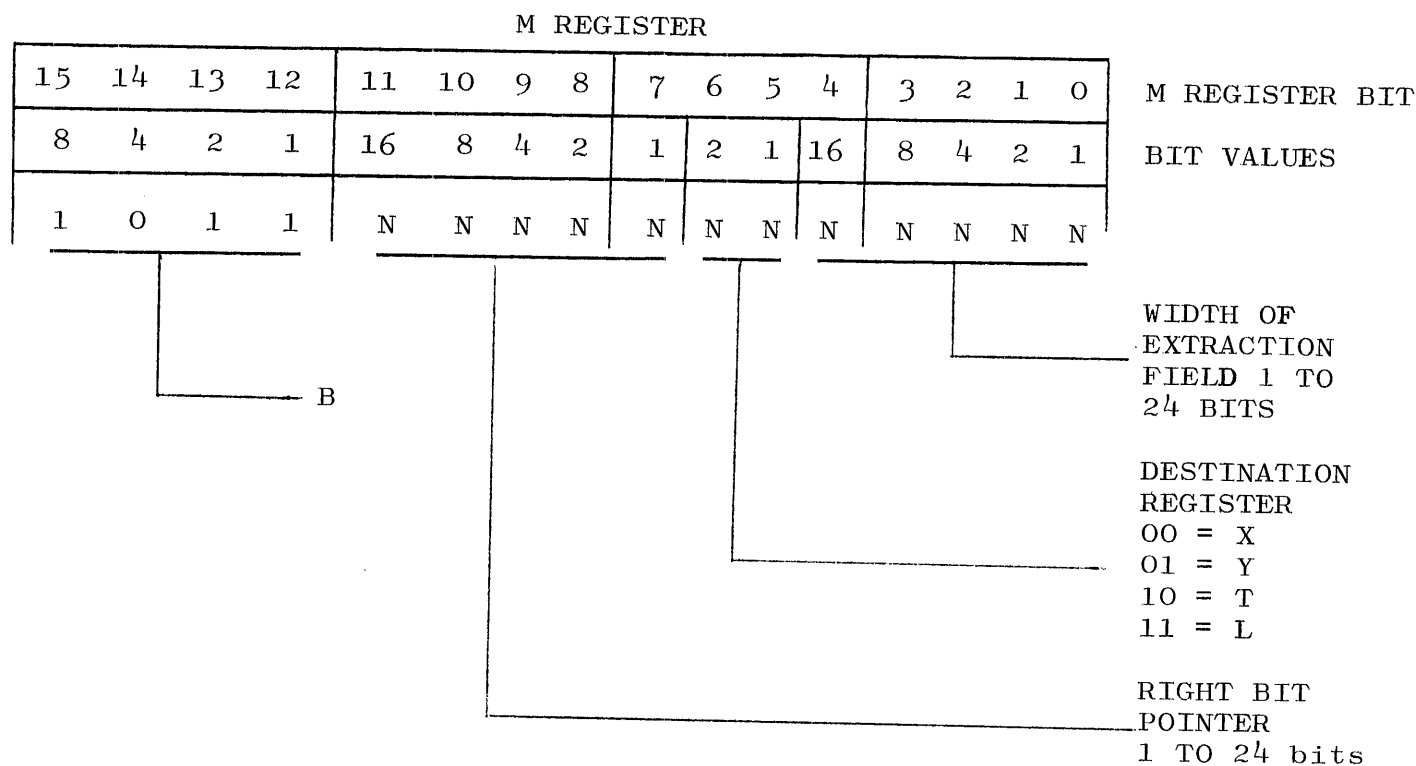 M REGISTER
15 14 13 12 11 10 9 8 7 6 5 4 3 2 1 0 M REGISTER BIT
8 4 2 1 16 8 4 2 1 2 1 16 8 4 2 1 BIT VALUES
1 0 1 1 N N N N N N N N N N N N
WIDTH OF
EXTRACTION
FIELD 1 TO
24 BITS
B
DESTINATION
REGISTER
00 = X
01 = Y
10 = T
11 = L
RIGHT BIT
POINTER
1 TO 24 bits